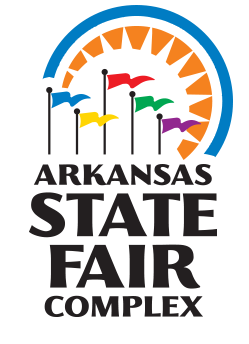 ARKANSAS
STATE
FAIR
COMPLEX